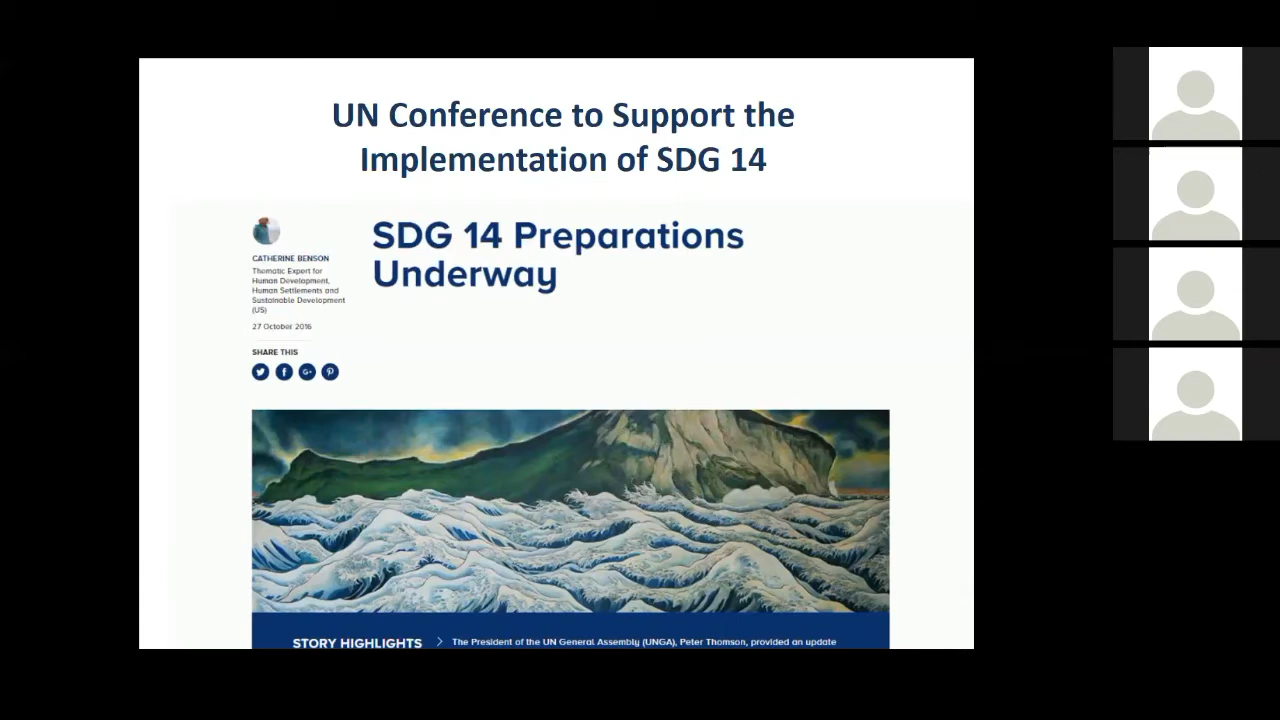 UN Conference to Support the
Implementation of SDG 14
CATHERINE BENSON
Thematic Expert for
Human Development,
Human Settlements and
Sustainable Development
(US)
27 October 2016
SHARE THIS
SDG 14 Preparations
Underway
STORY HIGHLIGHTS
The President of the UN General Assembly (UNGA), Peter Thomson, provided an update